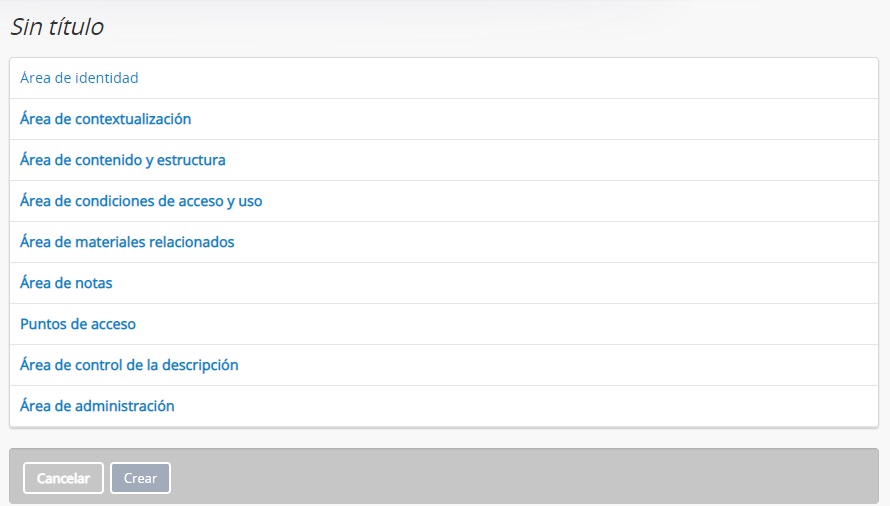 Sin título
Área de identidad
Área de contextualización
Área de contenido y estructura
Área de condiciones de acceso y uso
Área de materiales relacionados
Área de notas
Puntos de acceso
Área de control de la descripción
Área de administración
Cancelar Crear